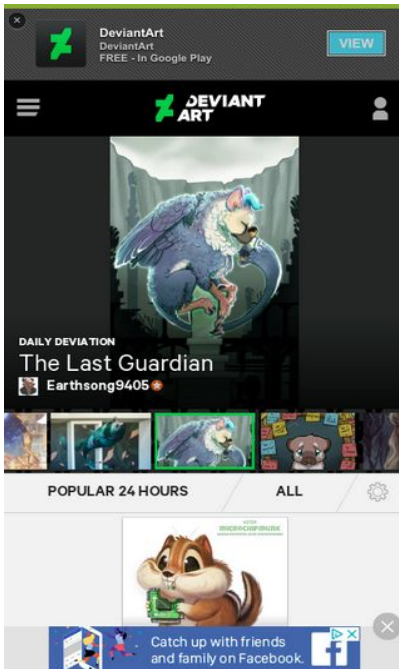 DeviantArt
DeviantArt
FREE - In Google Play
VIEW
DEVIANT
ART
DAILY DEVIATION
The Last Guardian
Earthsong9405
POPULAR 24 HOURS
ALL
MICROCHIPMUNK
Catch up with friends
and family on Facebook.